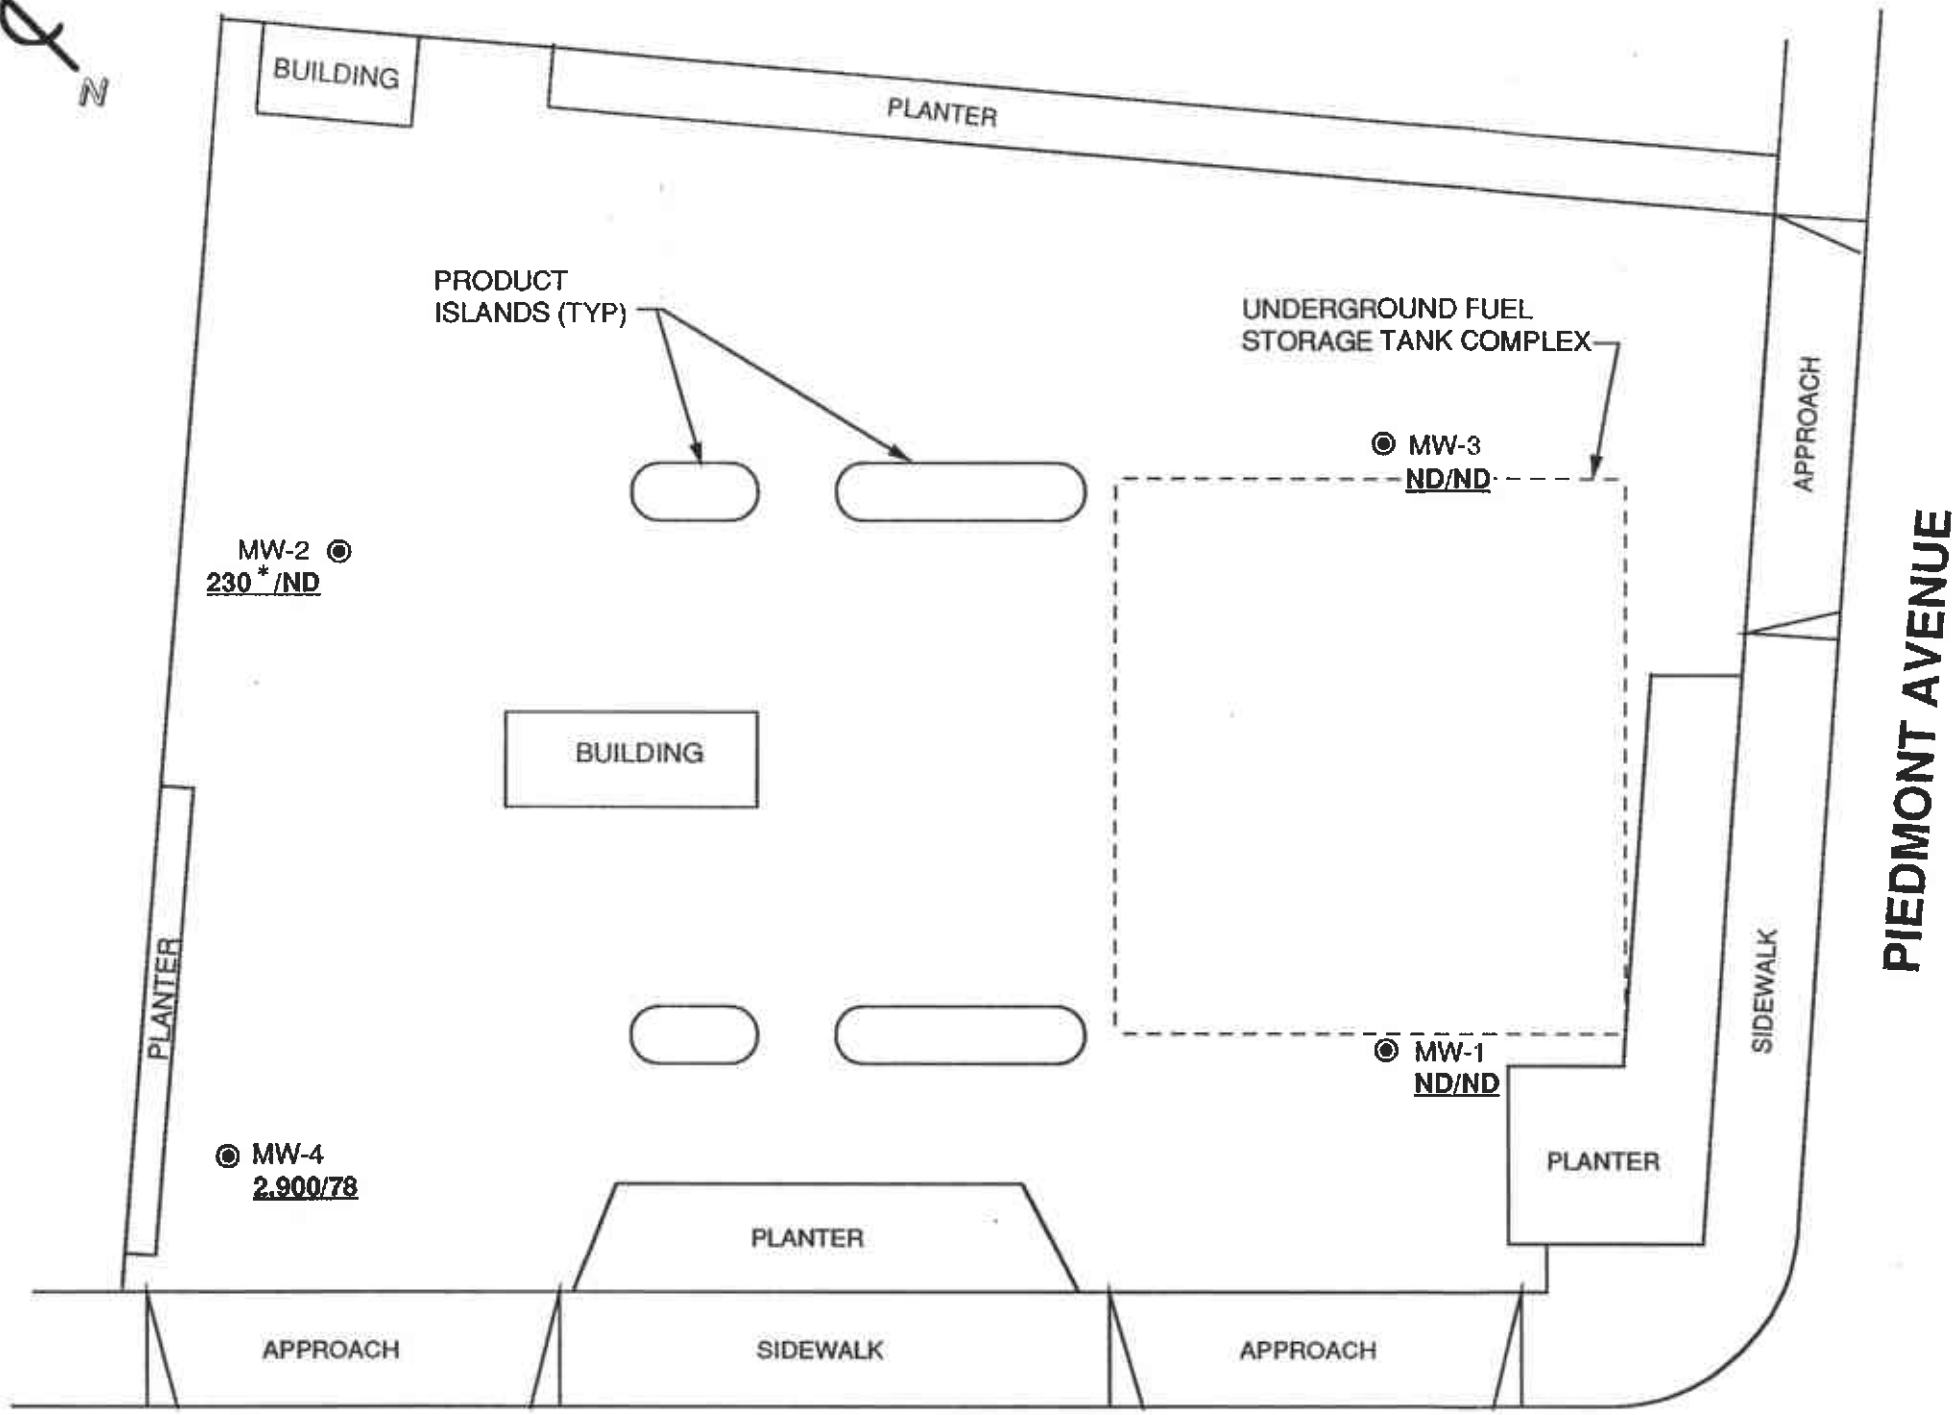 N
BUILDING
PLANTER
PRODUCT
ISLANDS (TYP)
UNDERGROUND FUEL
STORAGE TANK COMPLEX
APPROACH
MW-3
ND/ND
MW-2
230*/ND
PIEDMONT AVENUE
BUILDING
PLANTER
SIDEWALK
MW-1
ND/ND
MW-4
2.900/78
PLANTER
PLANTER
APPROACH
SIDEWALK
APPROACH